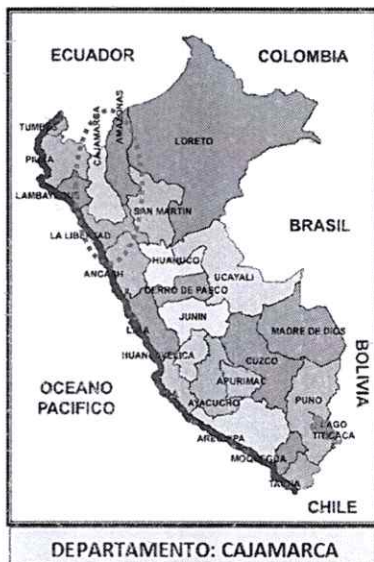 ECUADOR
COLOMBIA
TUMBES
PIURA
CAJAMARCA
AMAZONAS
LORETO
LAMBAYEQUE
SAN MARTIN
LA LIBERTAD
BRASIL
HUANUCO
ANCASH
UCAYALI
CERRO DE PASCO
JUNIN
LIMA
MADRE DE DIOS
HUANCAVELICA
CUZCO
BOLIVIA
OCEANO
PACIFICO
APURIMAC
AYACUCHO
PUNO
LAGO
TITICACA
AREQUIPA
MOQUEGUA
TACNA
CHILE
DEPARTAMENTO: CAJAMARCA